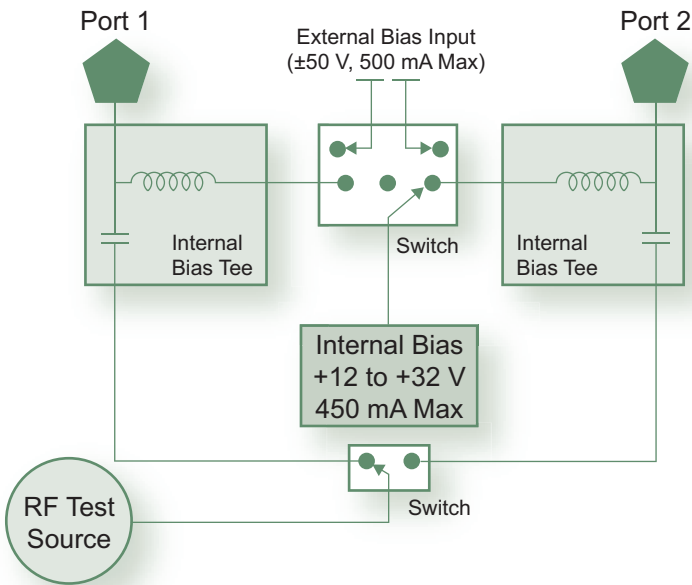 Port 1
External Bias Input
(±50 V, 500 mA Max)
Port 2
Internal
Bias Tee
Switch
Internal
Bias Tee
Internal Bias
+12 to +32 V
450 mA Max
RF Test
Source
Switch